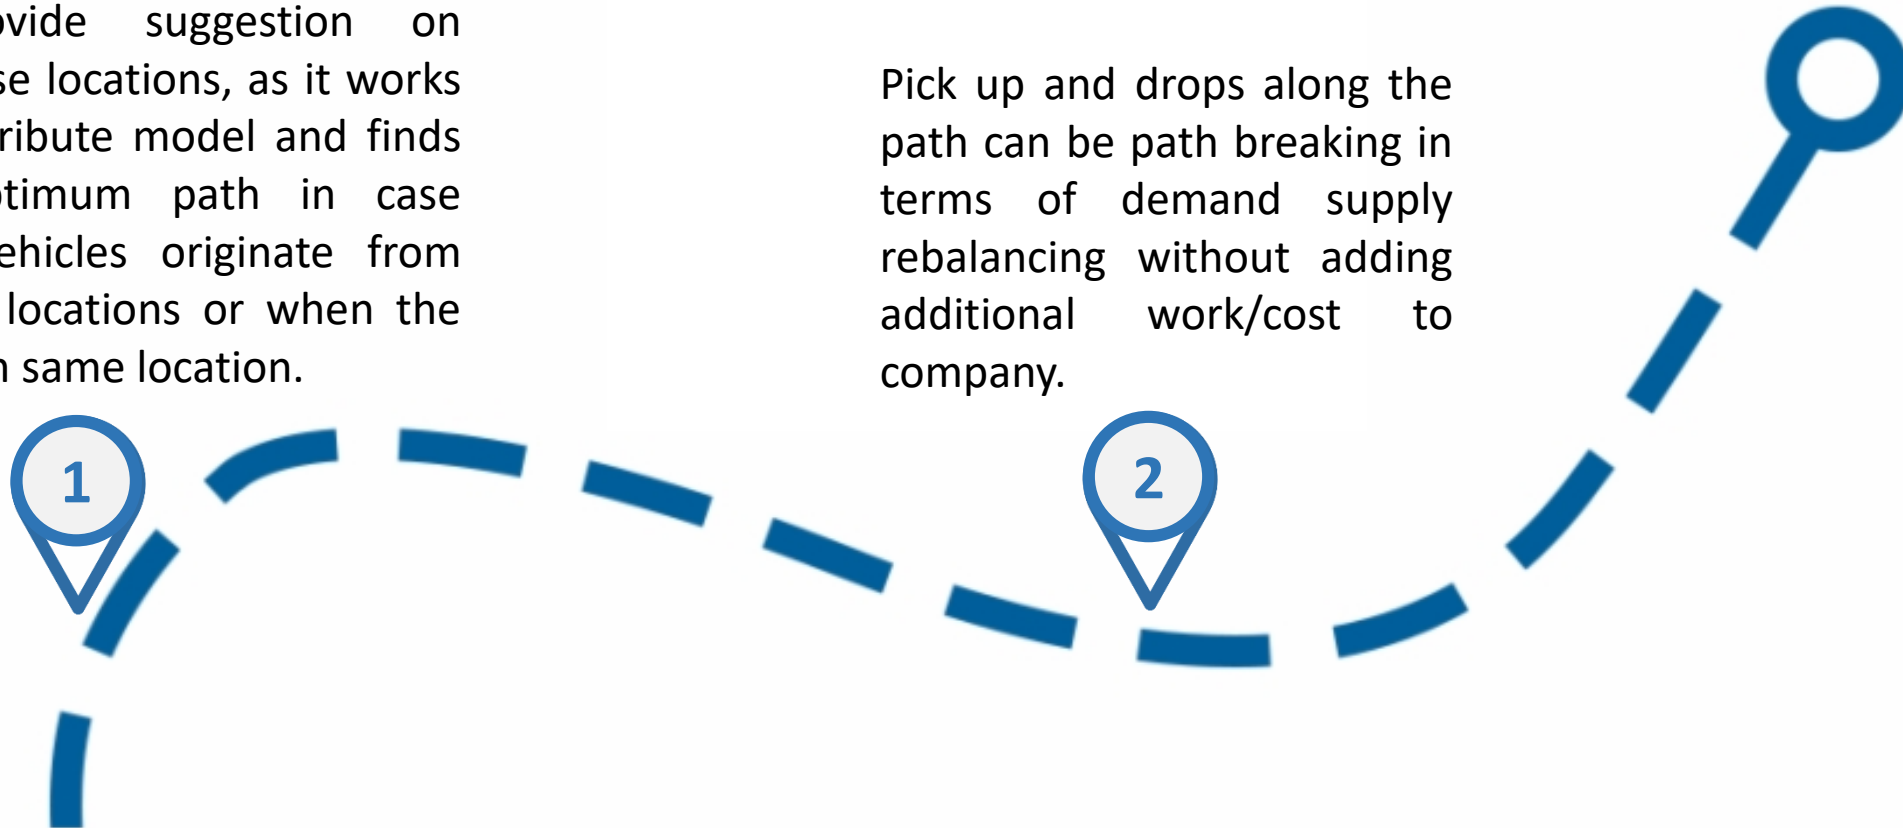 ovide suggestion on
se locations, as it works
ribute model and finds
timum path in case
ehicles originate from
locations or when the
same location.
1
Pick up and drops along the
path can be path breaking in
terms of demand supply
rebalancing without adding
additional work/cost to
company.
2